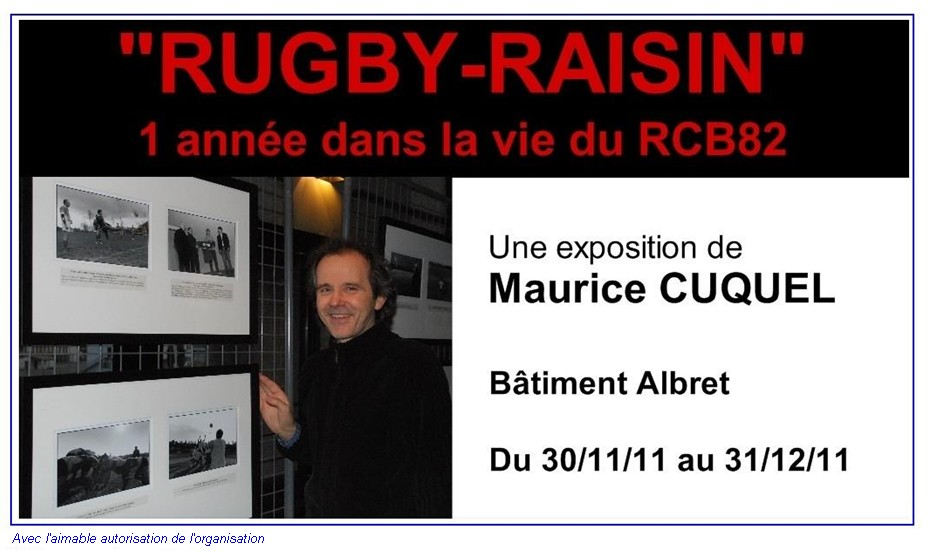 "RUGBY-RAISIN"
1 année dans la vie du RCB82
Une exposition de
Maurice CUQUEL
Bâtiment Albret
Du 30/11/11 au 31/12/11
Avec l'aimable autorisation de l'organisation